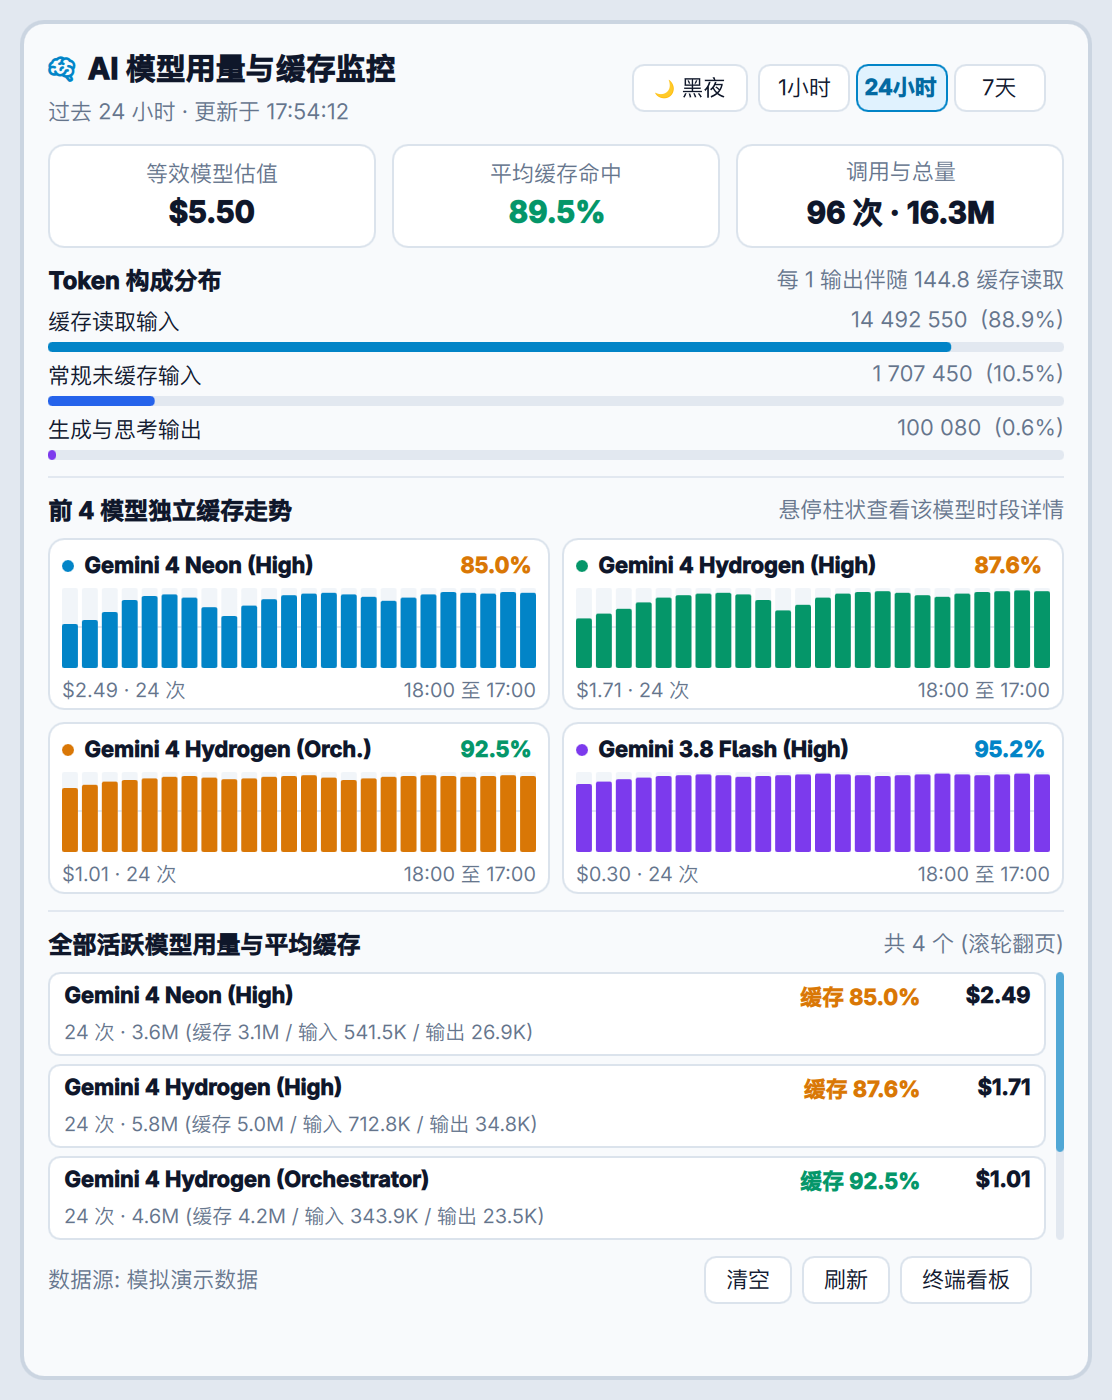 AI 模型用量与缓存监控
过去 24 小时 · 更新于 17:54:12
🌙 黑夜
1小时
24小时
7天
等效模型估值
$5.50
平均缓存命中
89.5%
调用与总量
96 次 · 16.3M
Token 构成分布
每 1 输出伴随 144.8 缓存读取
缓存读取输入
14 492 550 (88.9%)
常规未缓存输入
1 707 450 (10.5%)
生成与思考输出
100 080 (0.6%)
前 4 模型独立缓存走势
悬停柱状查看该模型时段详情
Gemini 4 Neon (High)
85.0%
$2.49 · 24 次
18:00 至 17:00
Gemini 4 Hydrogen (High)
87.6%
$1.71 · 24 次
18:00 至 17:00
Gemini 4 Hydrogen (Orch.)
92.5%
$1.01 · 24 次
18:00 至 17:00
Gemini 3.8 Flash (High)
95.2%
$0.30 · 24 次
18:00 至 17:00
全部活跃模型用量与平均缓存
共 4 个 (滚轮翻页)
Gemini 4 Neon (High)
缓存 85.0%
$2.49
24 次 · 3.6M (缓存 3.1M / 输入 541.5K / 输出 26.9K)
Gemini 4 Hydrogen (High)
缓存 87.6%
$1.71
24 次 · 5.8M (缓存 5.0M / 输入 712.8K / 输出 34.8K)
Gemini 4 Hydrogen (Orchestrator)
缓存 92.5%
$1.01
24 次 · 4.6M (缓存 4.2M / 输入 343.9K / 输出 23.5K)
数据源: 模拟演示数据
清空
刷新
终端看板